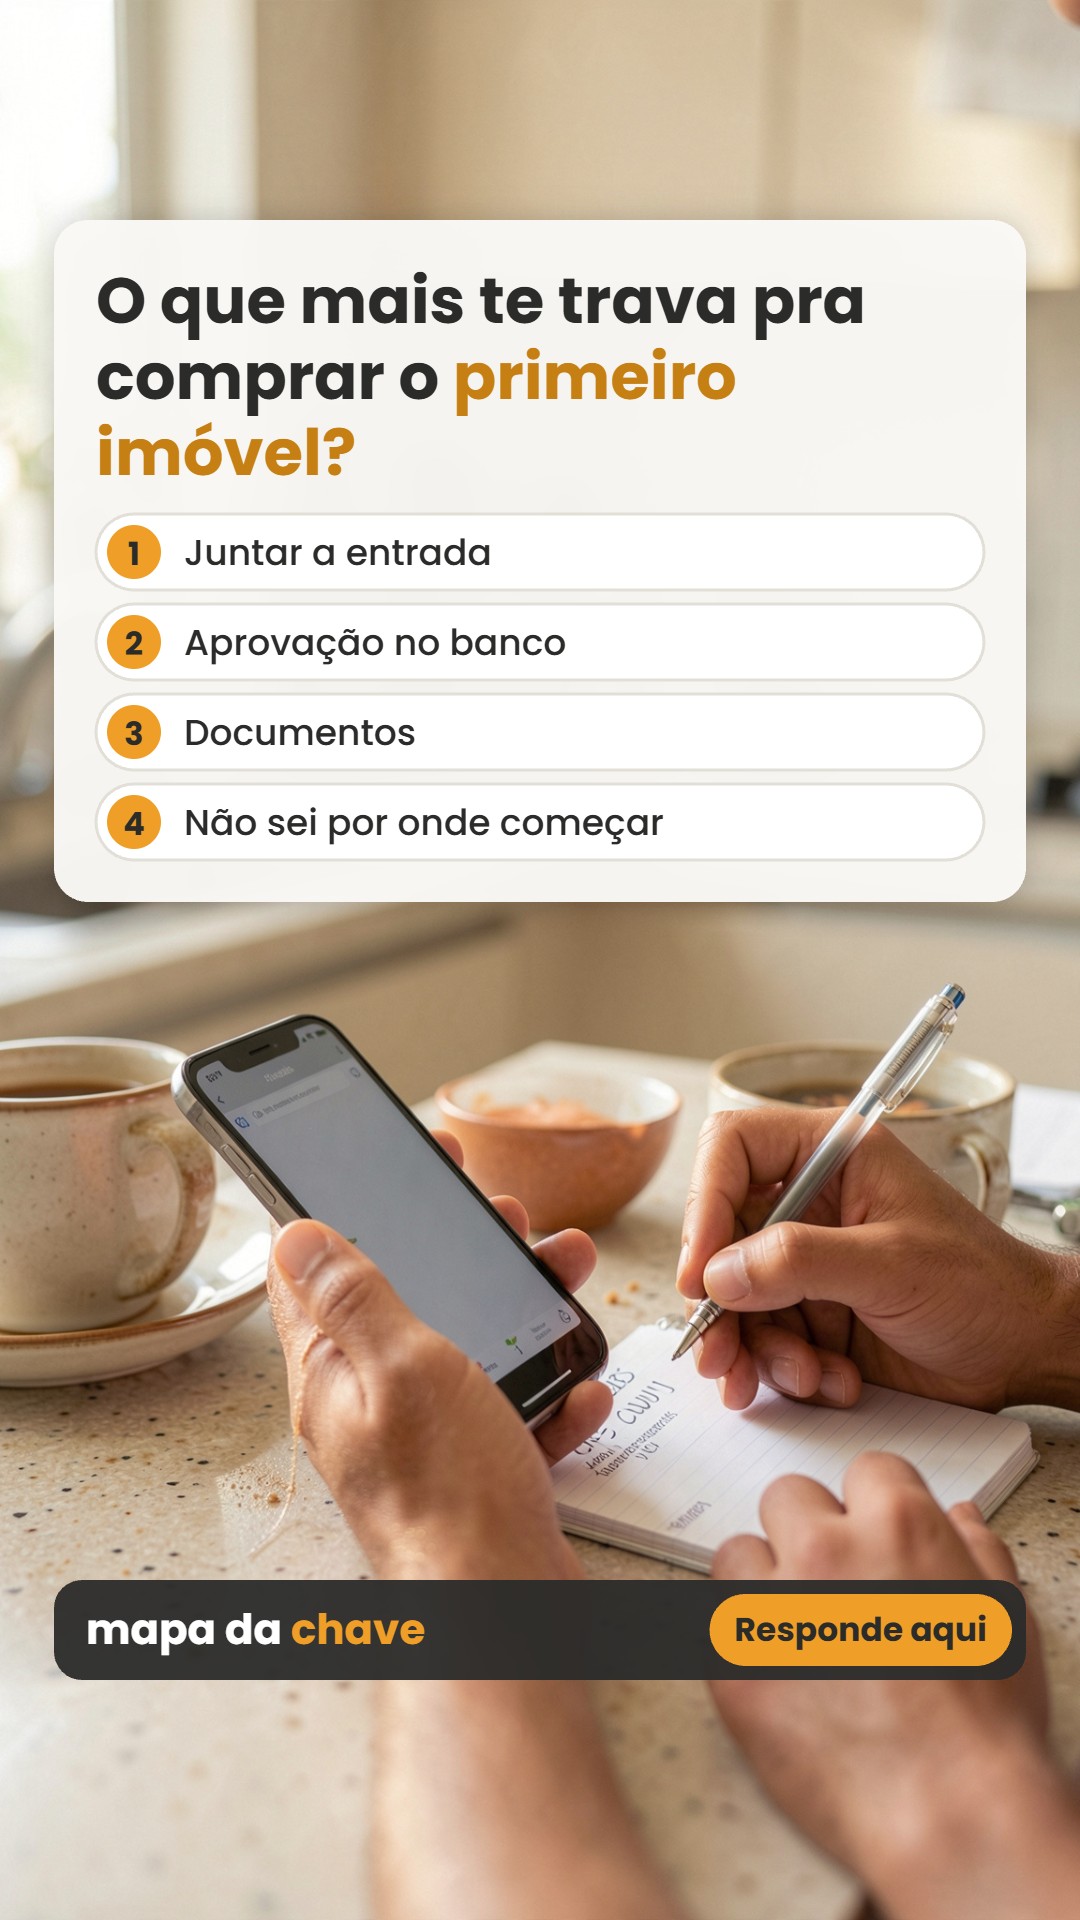 O que mais te trava pra
comprar o primeiro
imóvel?
1 Juntar a entrada
2 Aprovação no banco
3 Documentos
4 Não sei por onde começar
mapa da chave
Responde aqui